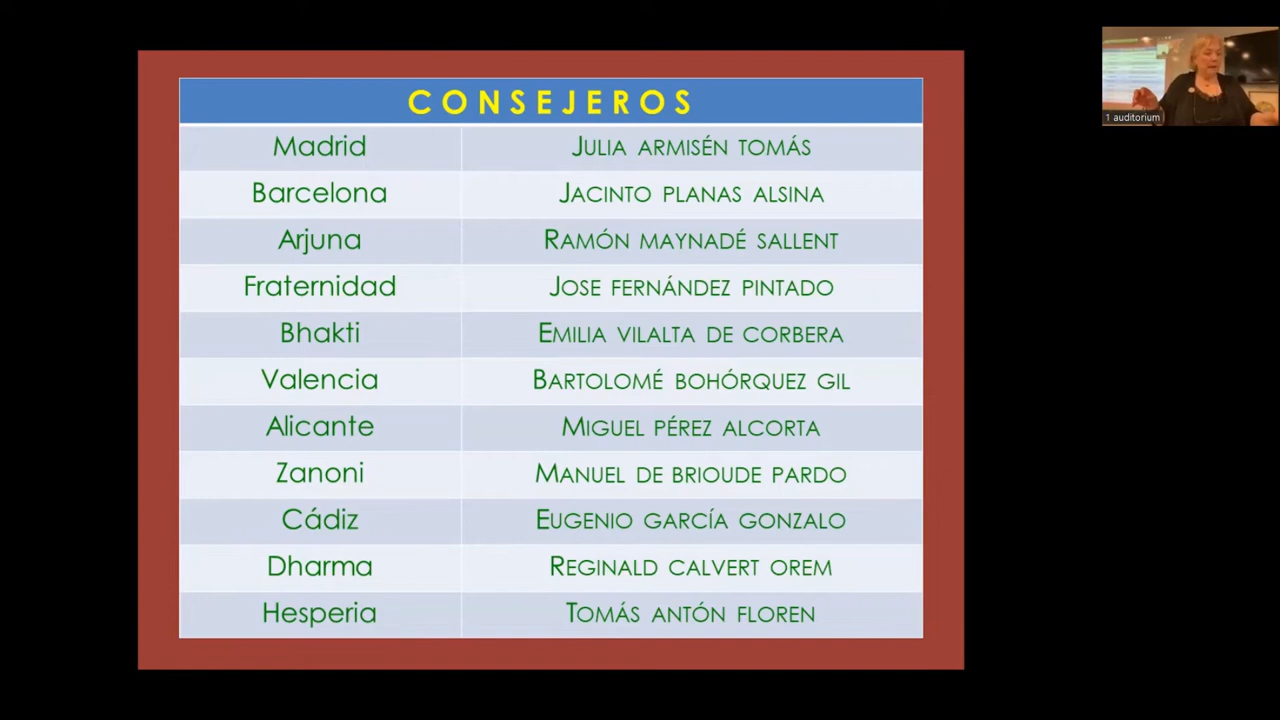 CONSEJEROS
Madrid JULIA ARMISÉN TOMÁS
Barcelona JACINTO PLANAS ALSINA
Arjuna RAMÓN MAYNADÉ SALLENT
Fraternidad JOSE FERNÁNDEZ PINTADO
Bhakti EMILIA VILALTA DE CORBERA
Valencia BARTOLOMÉ BOHÓRQUEZ GIL
Alicante MIGUEL PÉREZ ALCORTA
Zanoni MANUEL DE BRIOUDE PARDO
Cádiz EUGENIO GARCÍA GONZALO
Dharma REGINALD CALVERT OREM
Hesperia TOMÁS ANTÓN FLOREN
1 auditorium